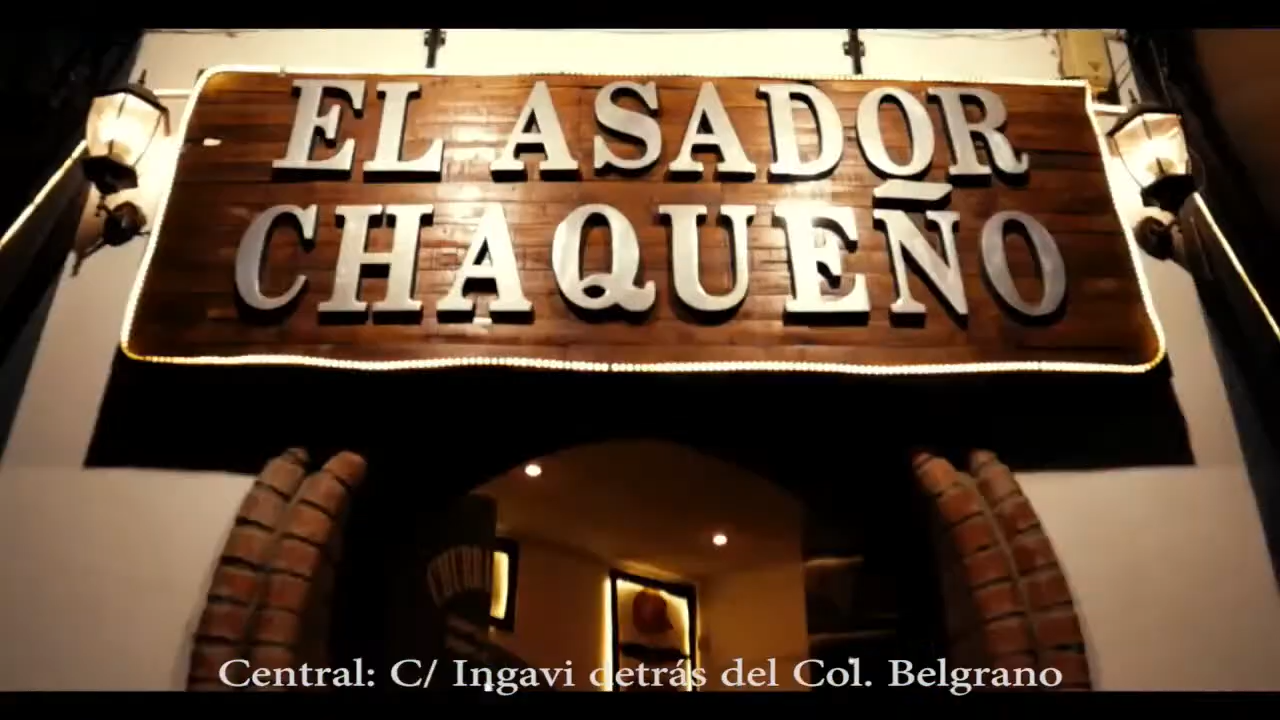 EL ASADOR
CHAQUEÑO
Central: C/ Ingavi detrás del Col. Belgrano